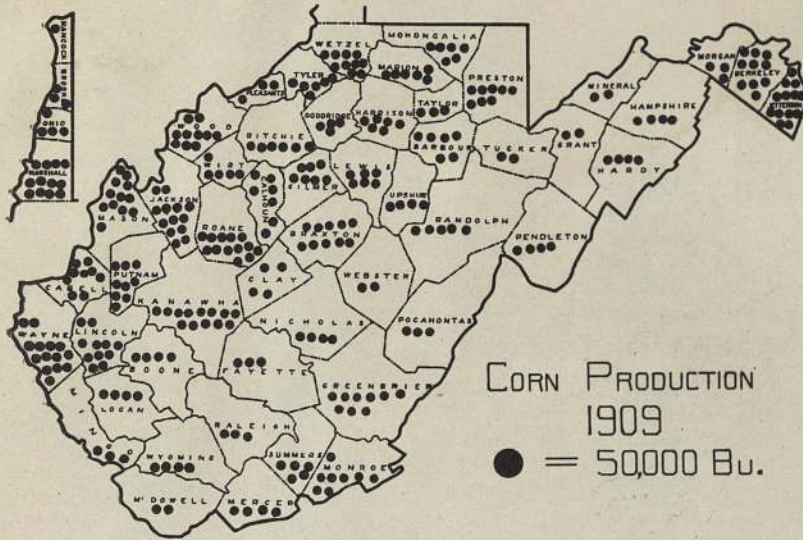 HANCOCK
BROOKE
OHIO
MARSHALL
WETZEL
MONONGALIA
MARION
PRESTON
TYLER
PLEASANTS
DODDRIDGE
HARRISON
TAYLOR
MINERAL
MORGAN
BERKELEY
JEFFERSON
HAMPSHIRE
WOOD
RITCHIE
BARBOUR
TUCKER
GRANT
HARDY
WIRT
CALHOUN
GILMER
LEWIS
UPSHUR
MASON
JACKSON
ROANE
BRAXTON
RANDOLPH
PENDLETON
CABELL
PUTNAM
KANAWHA
CLAY
WEBSTER
NICHOLAS
POCAHONTAS
WAYNE
LINCOLN
BOONE
FAYETTE
GREENBRIER
LOGAN
MINGO
RALEIGH
WYOMING
SUMMERS
MONROE
McDOWELL
MERCER
CORN PRODUCTION
1909
= 50,000 BU.